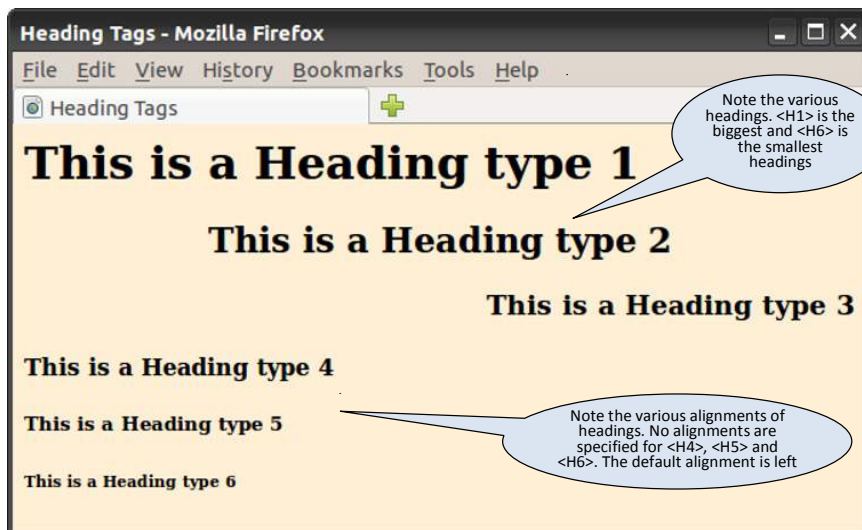 Heading Tags - Mozilla Firefox
File Edit View History Bookmarks Tools Help
Heading Tags
Note the various
headings. <H1> is the
biggest and <H6> is
the smallest
headings
This is a Heading type 1
This is a Heading type 2
This is a Heading type 3
This is a Heading type 4
This is a Heading type 5
Note the various alignments of
headings. No alignments are
specified for <H4>, <H5> and
<H6>. The default alignment is left
This is a Heading type 6